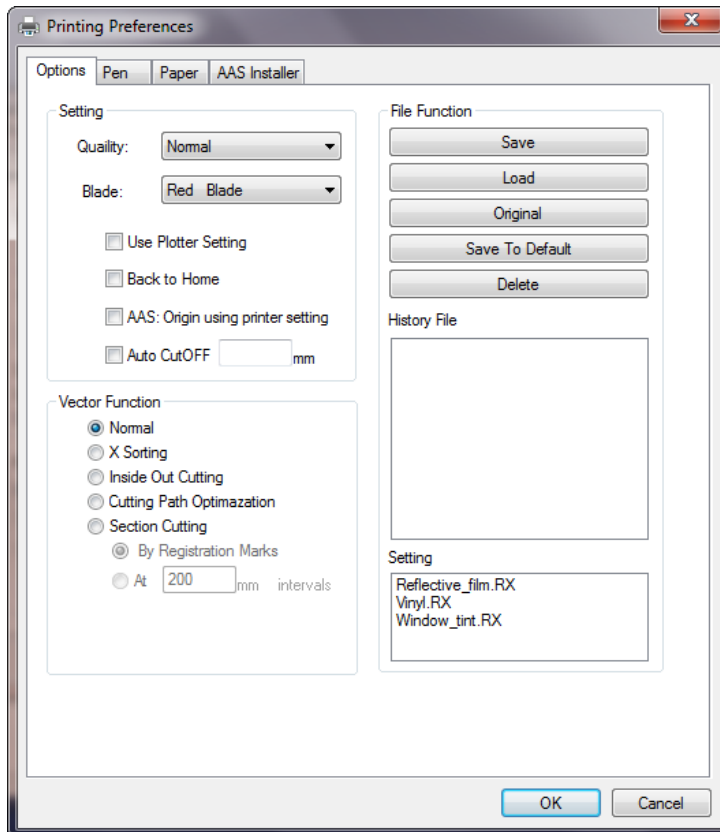 Printing Preferences
X
Options
Pen
Paper
AAS Installer
Setting
Quaility:
Normal
Blade:
Red Blade
Use Plotter Setting
Back to Home
AAS: Origin using printer setting
Auto CutOFF
mm
Vector Function
Normal
X Sorting
Inside Out Cutting
Cutting Path Optimazation
Section Cutting
By Registration Marks
At 200 mm intervals
File Function
Save
Load
Original
Save To Default
Delete
History File
Setting
Reflective_film.RX
Vinyl.RX
Window_tint.RX
OK
Cancel